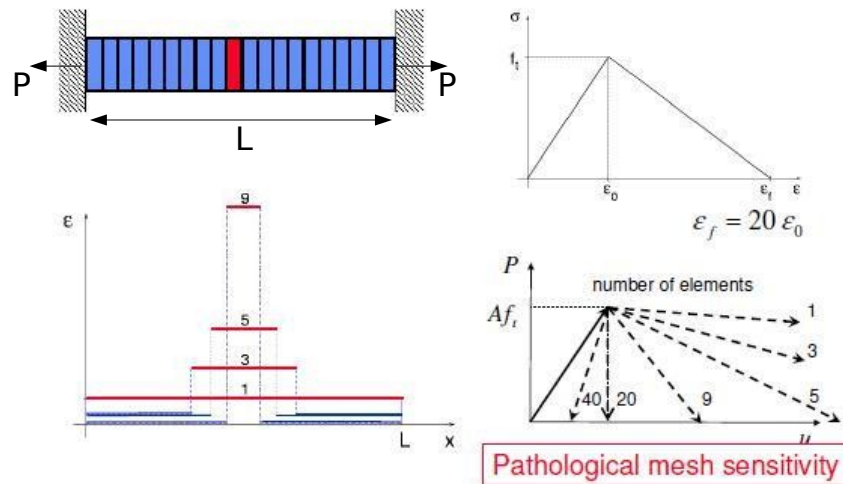 P
P
L
σ
f_t
ε_0
ε_f
ε
ε_f = 20 ε_0
ε
9
5
3
1
L
x
P
number of elements
Af_t
1
3
5
40
20
9
u
Pathological mesh sensitivity